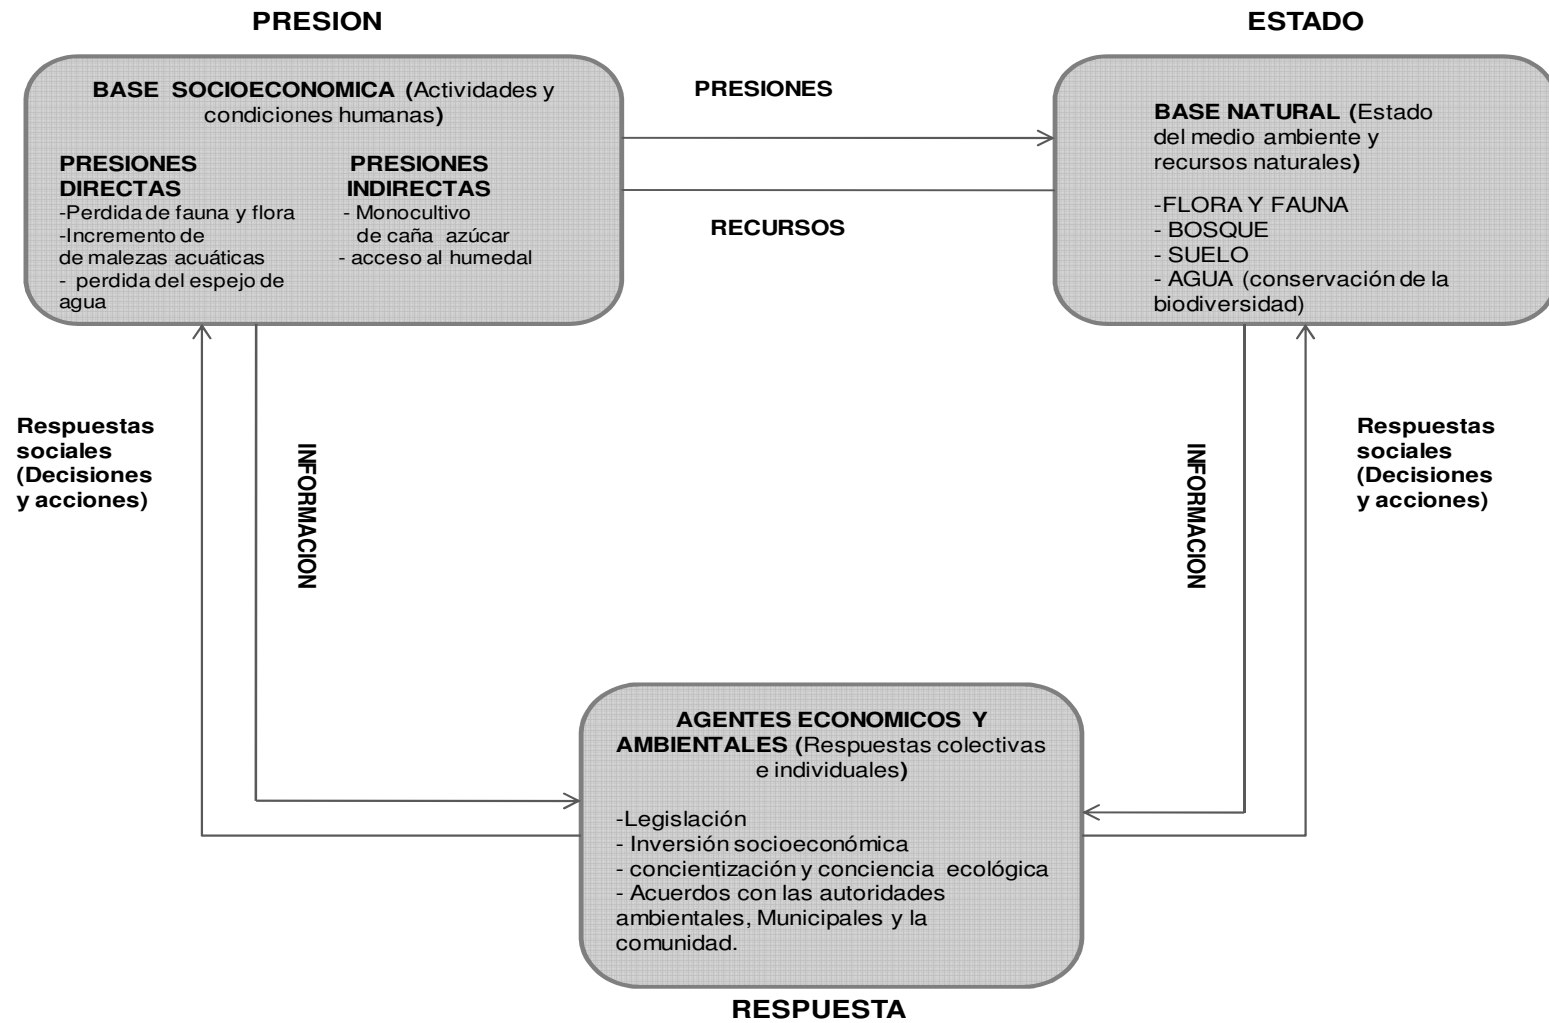 PRESION
BASE SOCIOECONOMICA (Actividades y
condiciones humanas)
PRESIONES
DIRECTAS
-Perdida de fauna y flora
-Incremento de
de malezas acuáticas
- perdida del espejo de
agua
PRESIONES
INDIRECTAS
- Monocultivo
de caña azúcar
- acceso al humedal
PRESIONES
RECURSOS
ESTADO
BASE NATURAL (Estado
del medio ambiente y
recursos naturales)
-FLORA Y FAUNA
- BOSQUE
- SUELO
- AGUA (conservación de la
biodiversidad)
Respuestas
sociales
(Decisiones
y acciones)
INFORMACION
INFORMACION
Respuestas
sociales
(Decisiones
y acciones)
AGENTES ECONOMICOS Y
AMBIENTALES (Respuestas colectivas
e individuales)
-Legislación
- Inversión socioeconómica
- concientización y conciencia ecológica
- Acuerdos con las autoridades
ambientales, Municipales y la
comunidad.
RESPUESTA